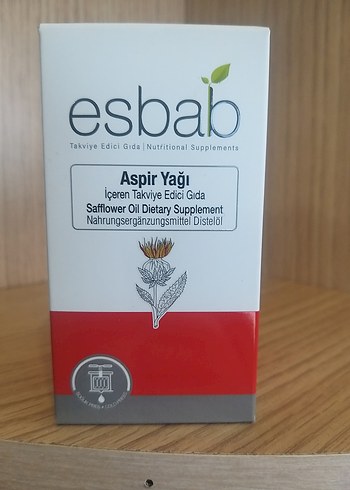 esbab
Takviye Edici Gıda | Nutritional Supplements
Aspir Yağı
İçeren Takviye Edici Gıda
Safflower Oil Dietary Supplement
Nahrungsergänzungsmittel Distelöl